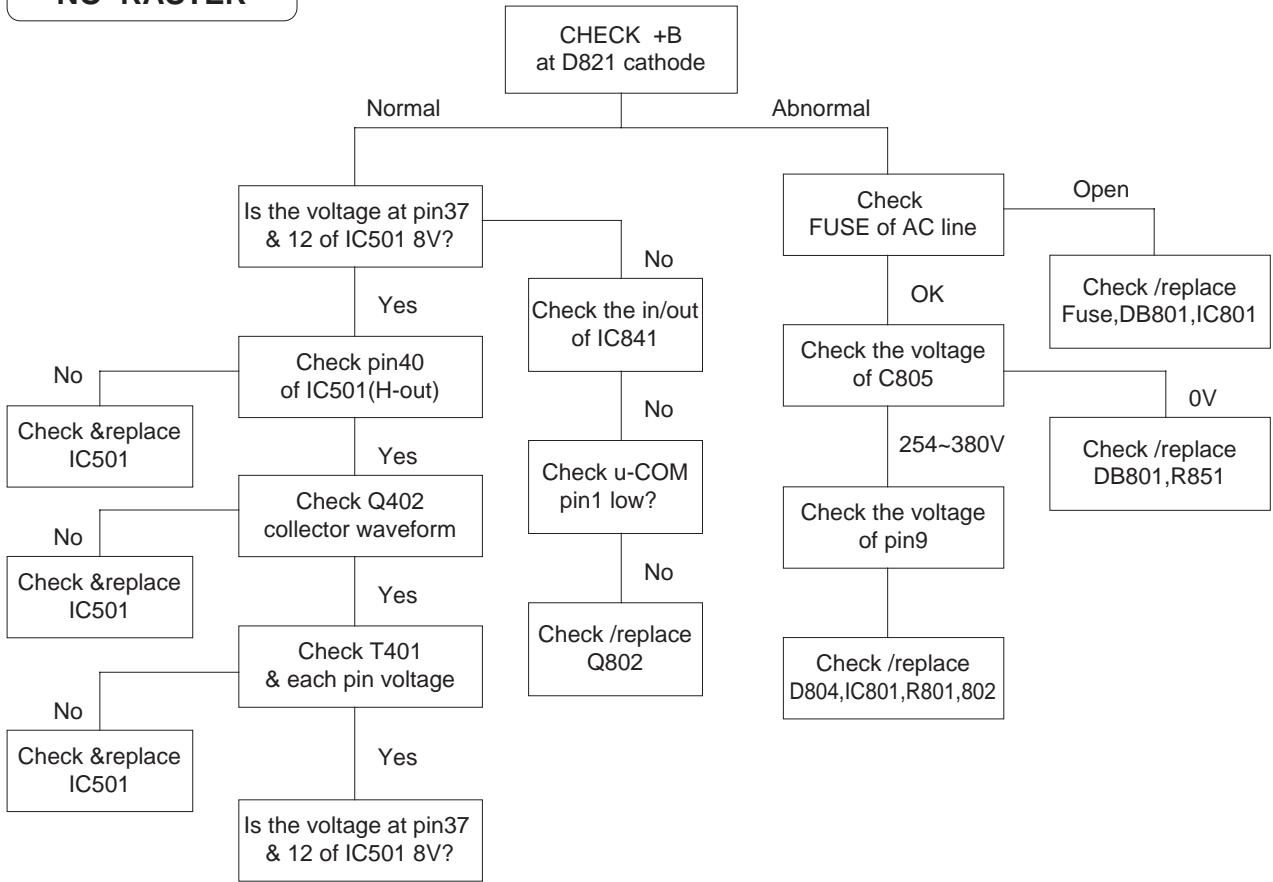 NO RASTER
CHECK +B
at D821 cathode
Normal
Abnormal
Is the voltage at pin37
& 12 of IC501 8V?
Check
FUSE of AC line
Open
No
Yes
OK
Check the in/out
of IC841
Check /replace
Fuse,DB801,IC801
Check pin40
of IC501(H-out)
Check the voltage
of C805
No
No
0V
Check &replace
IC501
Yes
254~380V
Check /replace
DB801,R851
Check u-COM
pin1 low?
Check Q402
collector waveform
Check the voltage
of pin9
No
No
Check &replace
IC501
Yes
Check /replace
Q802
Check T401
& each pin voltage
Check /replace
D804,IC801,R801,802
No
Check &replace
IC501
Yes
Is the voltage at pin37
& 12 of IC501 8V?